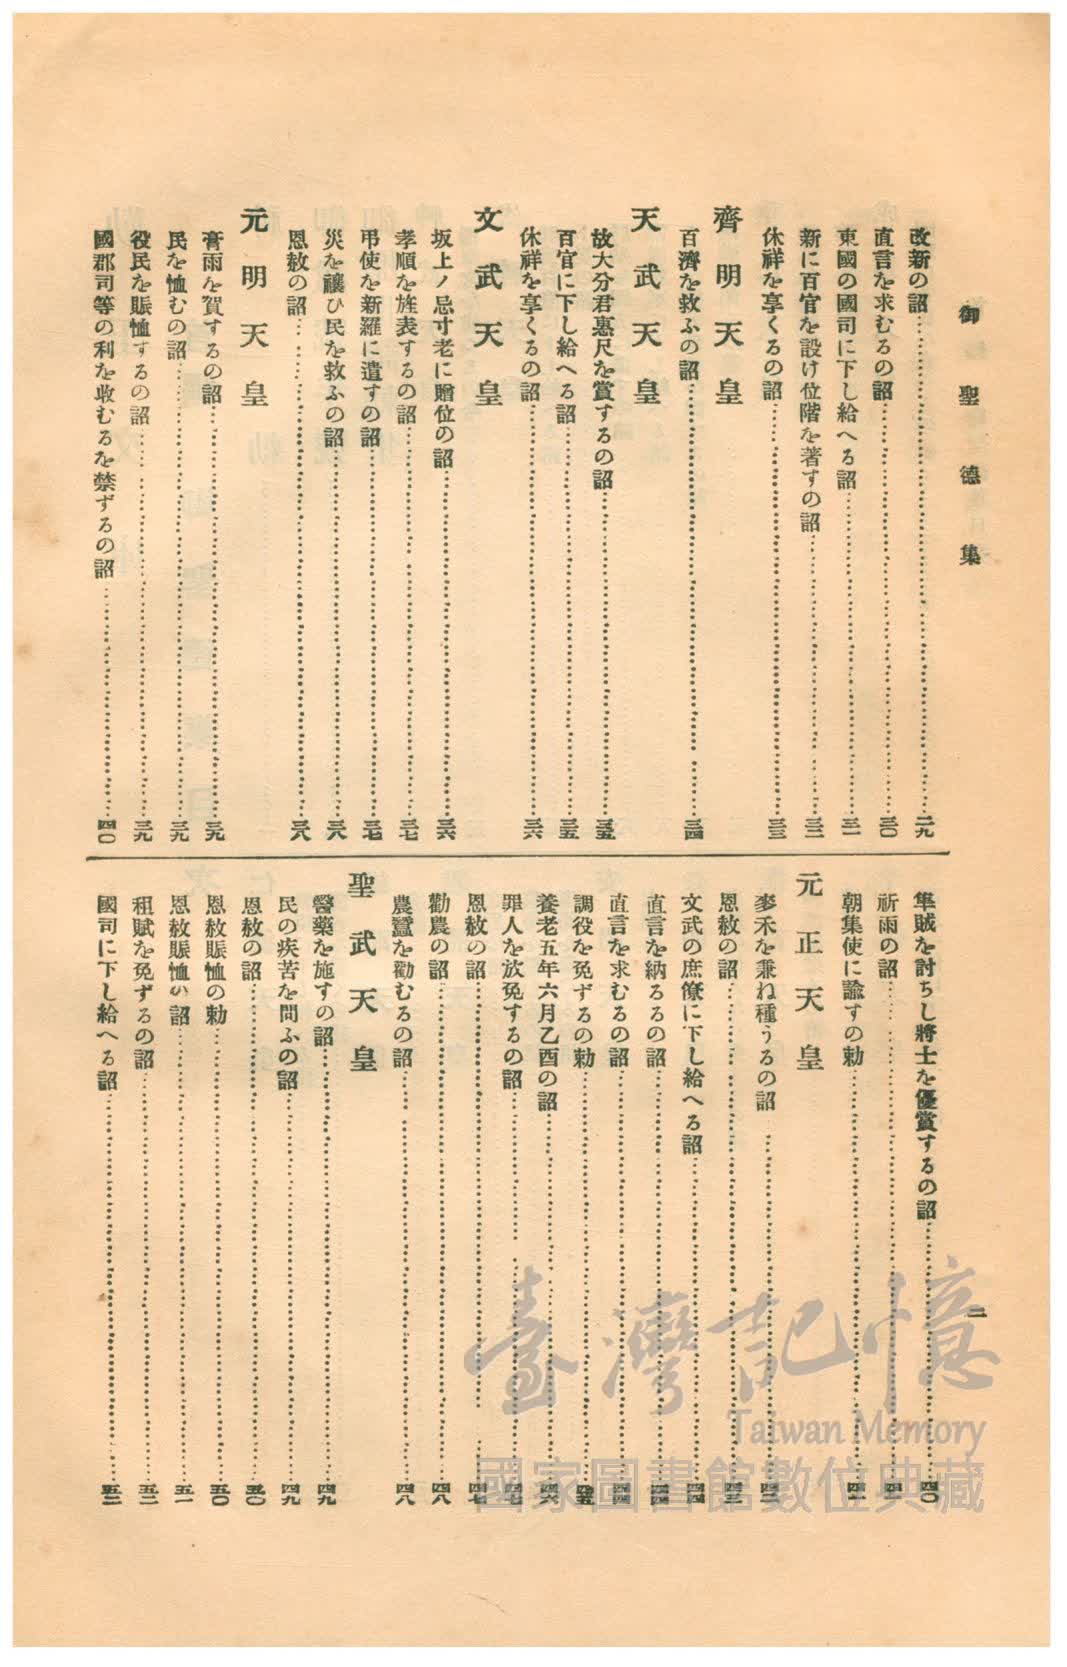 御聖德集
二
改新の詔……二九
直言を求むるの詔……三〇
東國の國司に下し給へる詔……三一
新に百官を設け位階を著すの詔……三二
休祥を享くるの詔……三三
齊明天皇
百濟を救ふの詔……三四
天武天皇
故大分君惠尺を賞するの詔……三五
百官に下し給へる詔……三五
休祥を享くるの詔……三六
文武天皇
坂上ノ忌寸老に贈位の詔……三六
孝順を旌表するの詔……三七
弔使を新羅に遣すの詔……三七
災を禳ひ民を救ふの詔……三八
恩赦の詔……三八
元明天皇
膏雨を賀するの詔……三九
民を恤むの詔……三九
役民を賑恤するの詔……三九
國郡司等の利を收むるを禁ずるの詔……四〇
隼賊を討ちし將士を優賞するの詔……四〇
祈雨の詔……四一
朝集使に諭すの勅……四一
元正天皇
麥禾を兼ね種うるの詔……四二
恩赦の詔……四三
文武の庶僚に下し給へる詔……四四
直言を納るるの詔……四四
直言を求むるの詔……四四
調役を免ずるの勅……四五
養老五年六月乙酉の詔……四六
罪人を放免するの詔……四七
恩赦の詔……四七
勸農の詔……四八
農蠶を勸むるの詔……四八
聖武天皇
醫藥を施すの詔……四九
民の疾苦を問ふの詔……四九
恩赦の詔……五〇
恩赦賑恤の勅……五〇
恩赦賑恤の詔……五一
租賦を免ずるの詔……五二
國司に下し給へる詔……五二
臺灣記憶
Taiwan Memory
國家圖書館數位典藏